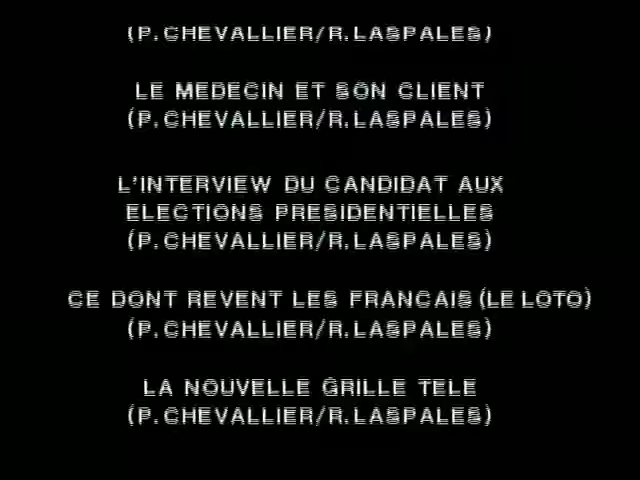 (P.CHEVALLIER/R.LASPALES)
LE MEDECIN ET SON CLIENT
(P.CHEVALLIER/R.LASPALES)
L'INTERVIEW DU CANDIDAT AUX
ELECTIONS PRESIDENTIELLES
(P.CHEVALLIER/R.LASPALES)
CE DONT REVENT LES FRANCAIS (LE LOTO)
(P.CHEVALLIER/R.LASPALES)
LA NOUVELLE GRILLE TELE
(P.CHEVALLIER/R.LASPALES)